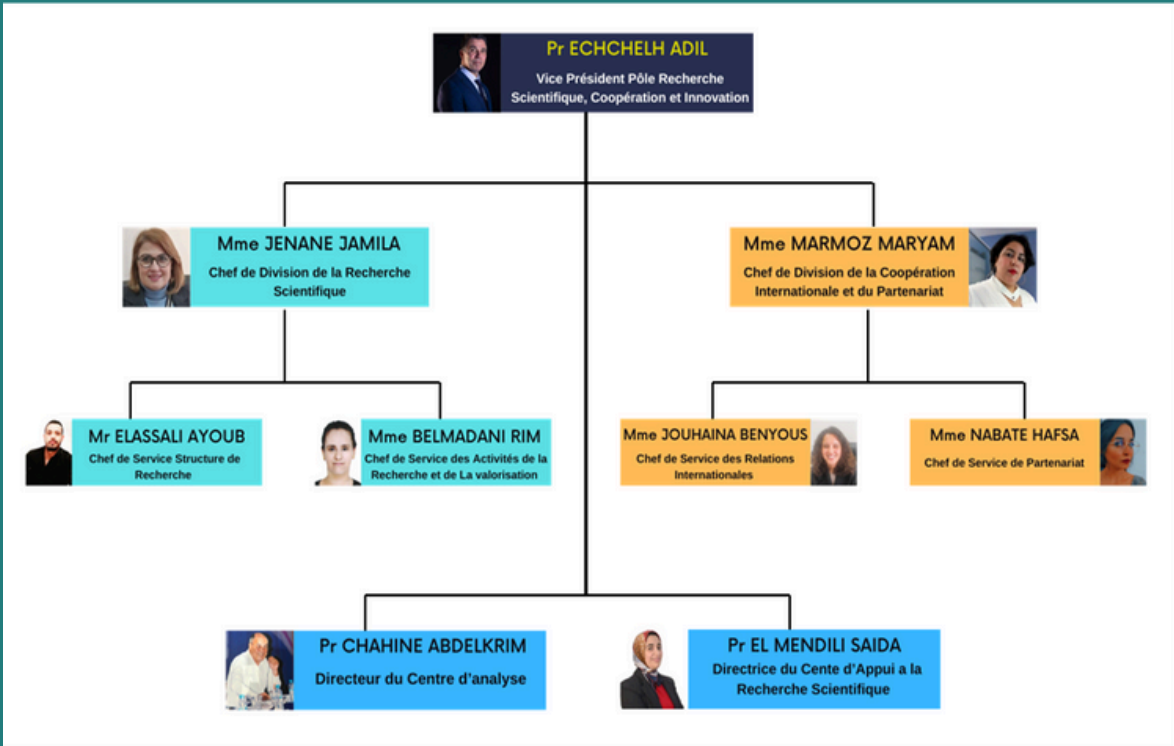 Pr ECHCHELH ADIL
Vice Président Pôle Recherche
Scientifique, Coopération et Innovation
Mme JENANE JAMILA
Chef de Division de la Recherche
Scientifique
Mme MARMOZ MARYAM
Chef de Division de la Coopération
Internationale et du Partenariat
Mr ELASSALI AYOUB
Chef de Service Structure de
Recherche
Mme BELMADANI RIM
Chef de Service des Activités de la
Recherche et de La valorisation
Mme JOUHAINA BENYOUS
Chef de Service des Relations
Internationales
Mme NABATE HAFSA
Chef de Service de Partenariat
Pr CHAHINE ABDELKRIM
Directeur du Centre d'analyse
Pr EL MENDILI SAIDA
Directrice du Cente d'Appui a la
Recherche Scientifique